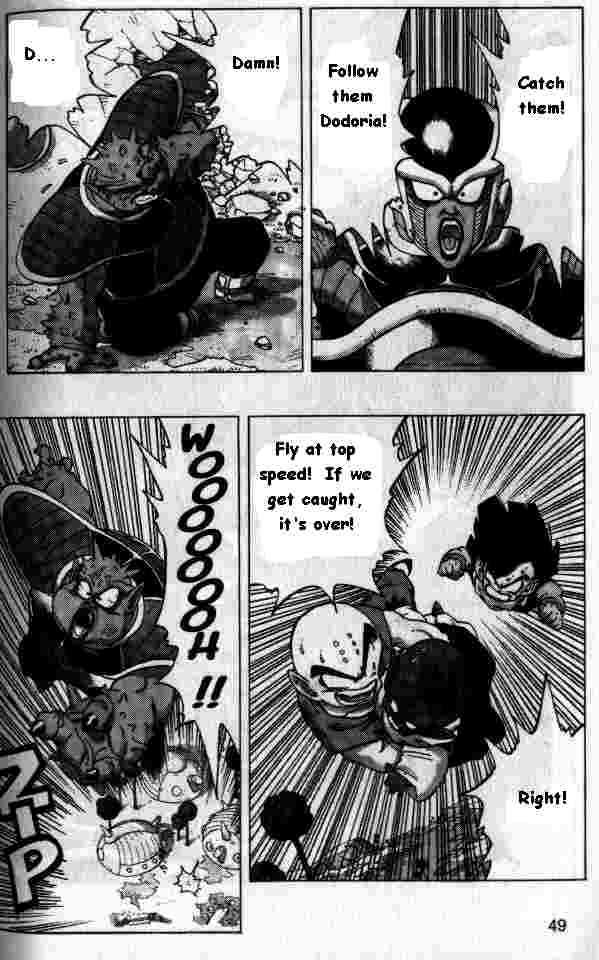 Catch
them!
Follow
them
Dodoria!
Damn!
D...
Fly at top
speed! If we
get caught,
it's over!
Right!
WOOOOOOH!!
ZIP
49